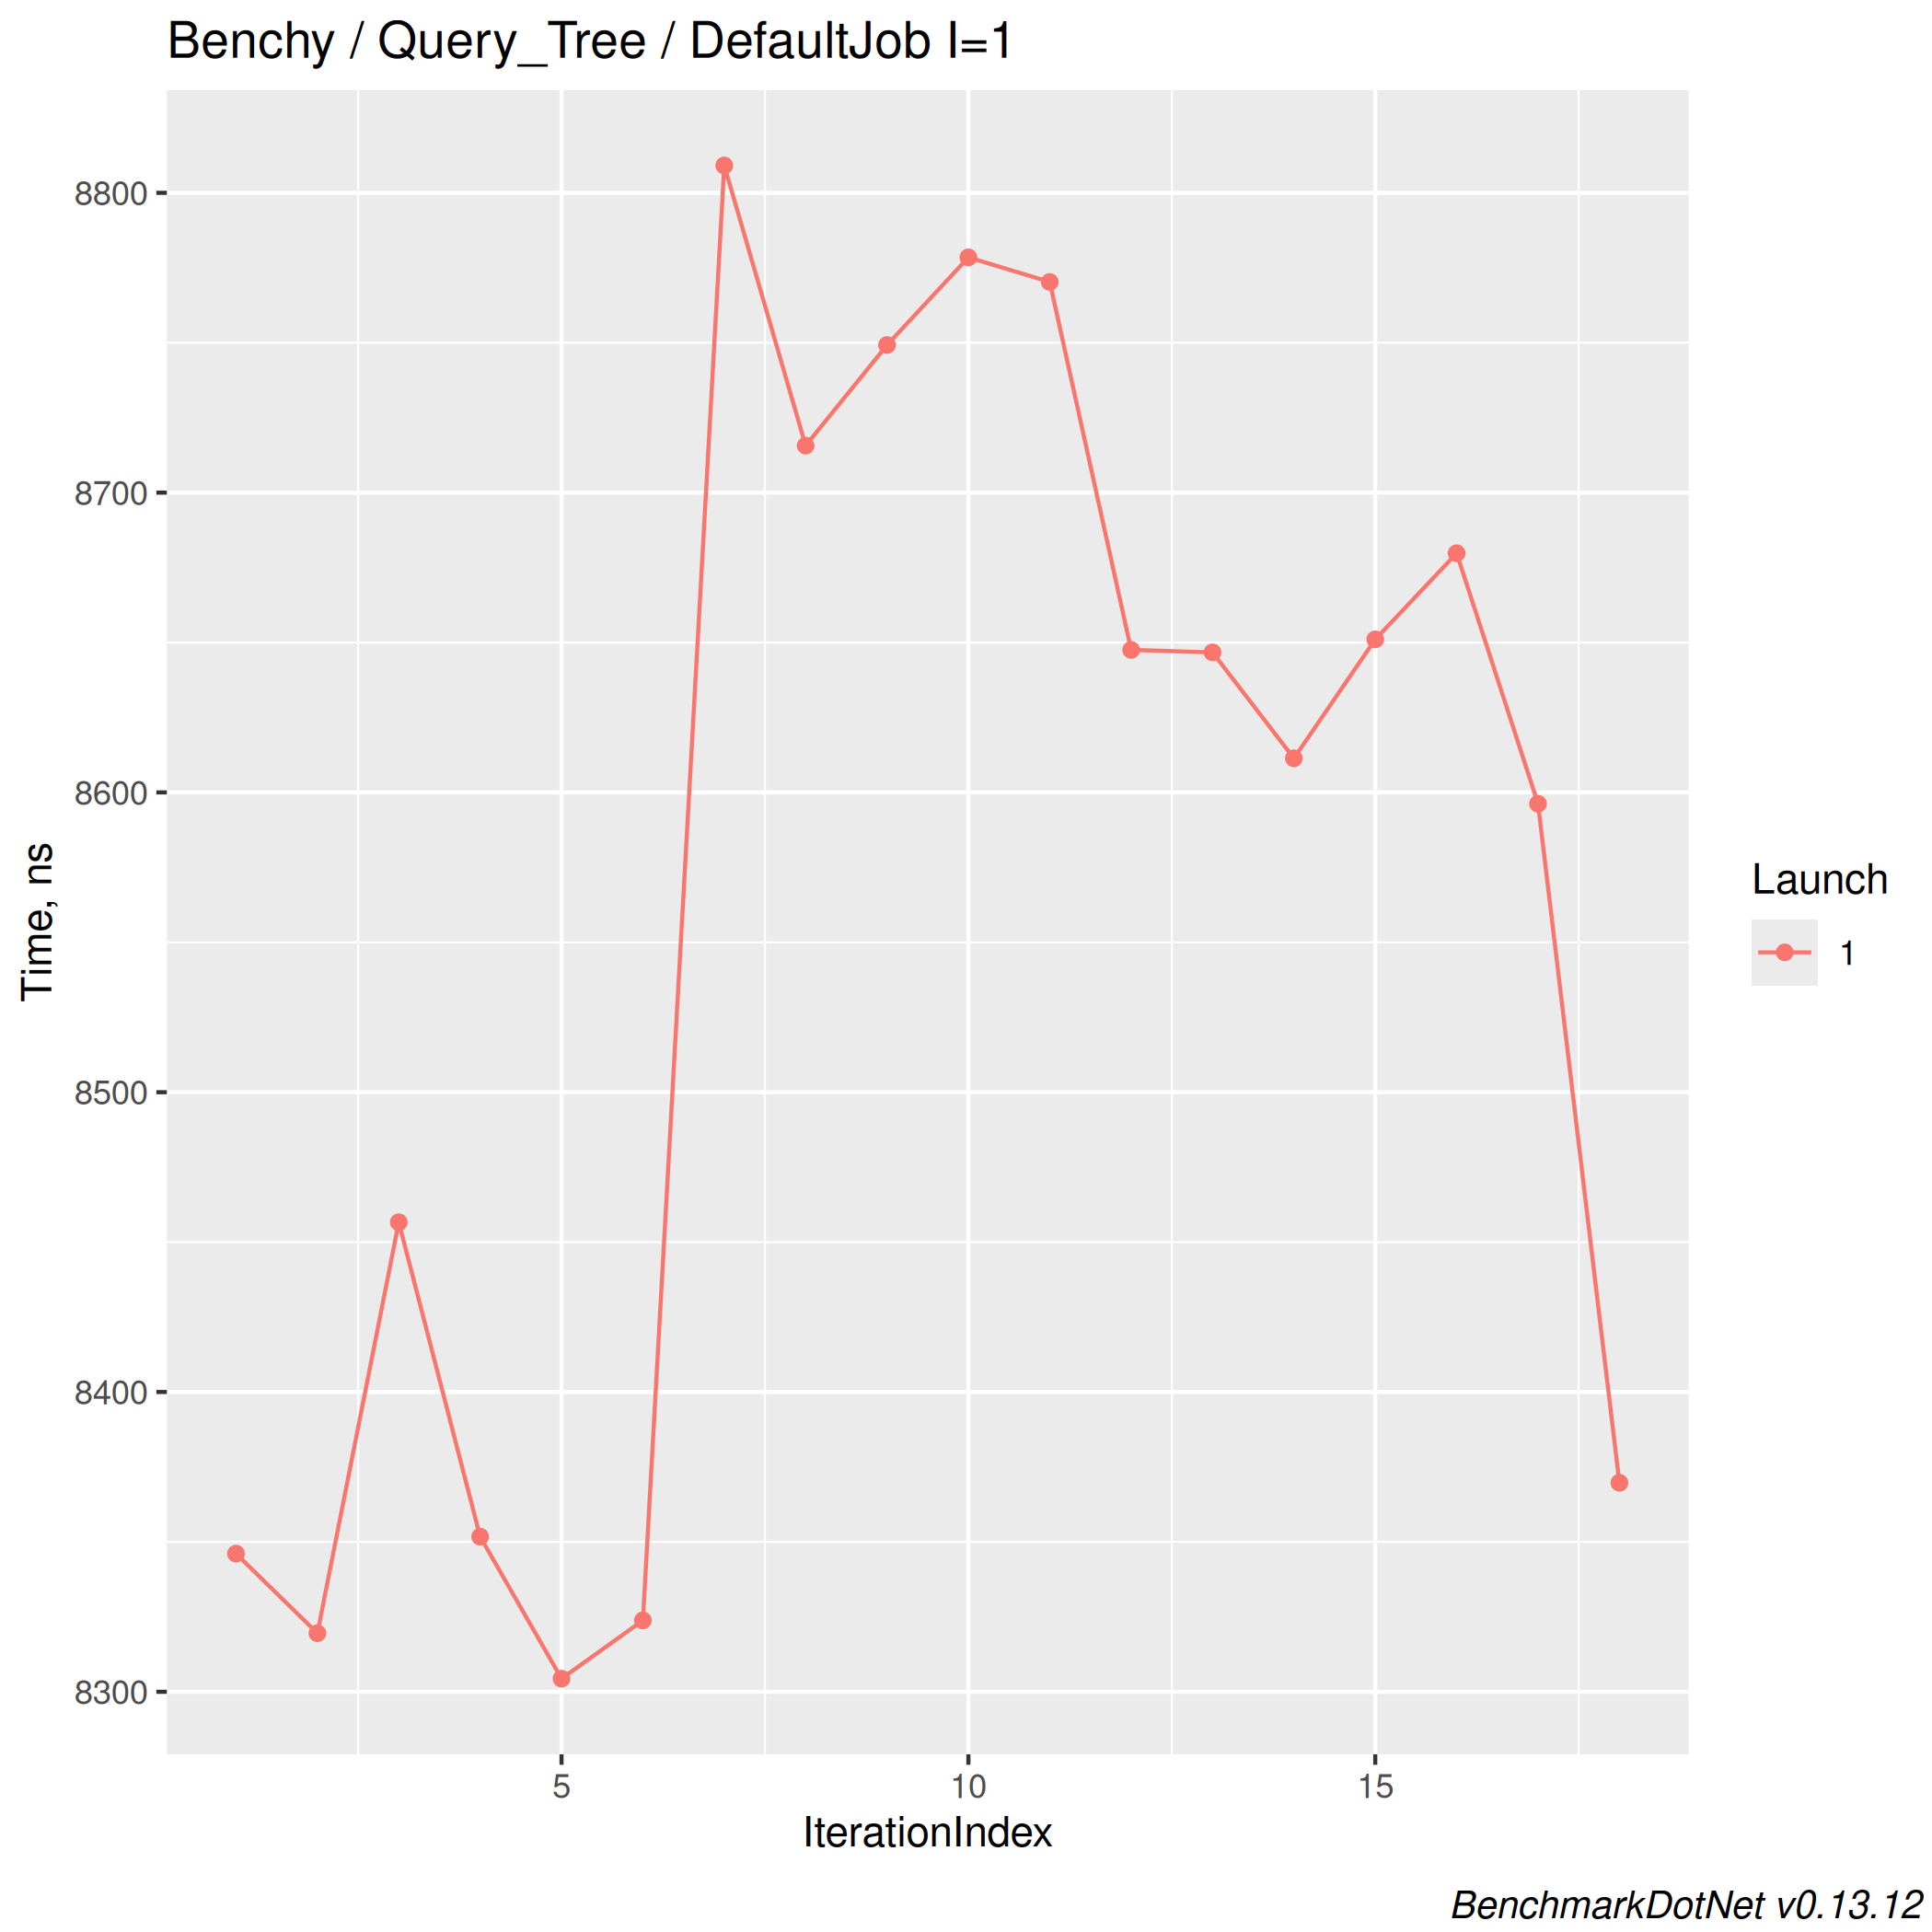 Benchy / Query_Tree / DefaultJob l=1
Time, ns
8800
8700
8600
8500
8400
8300
5 10 15
IterationIndex
Launch
1
BenchmarkDotNet v0.13.12